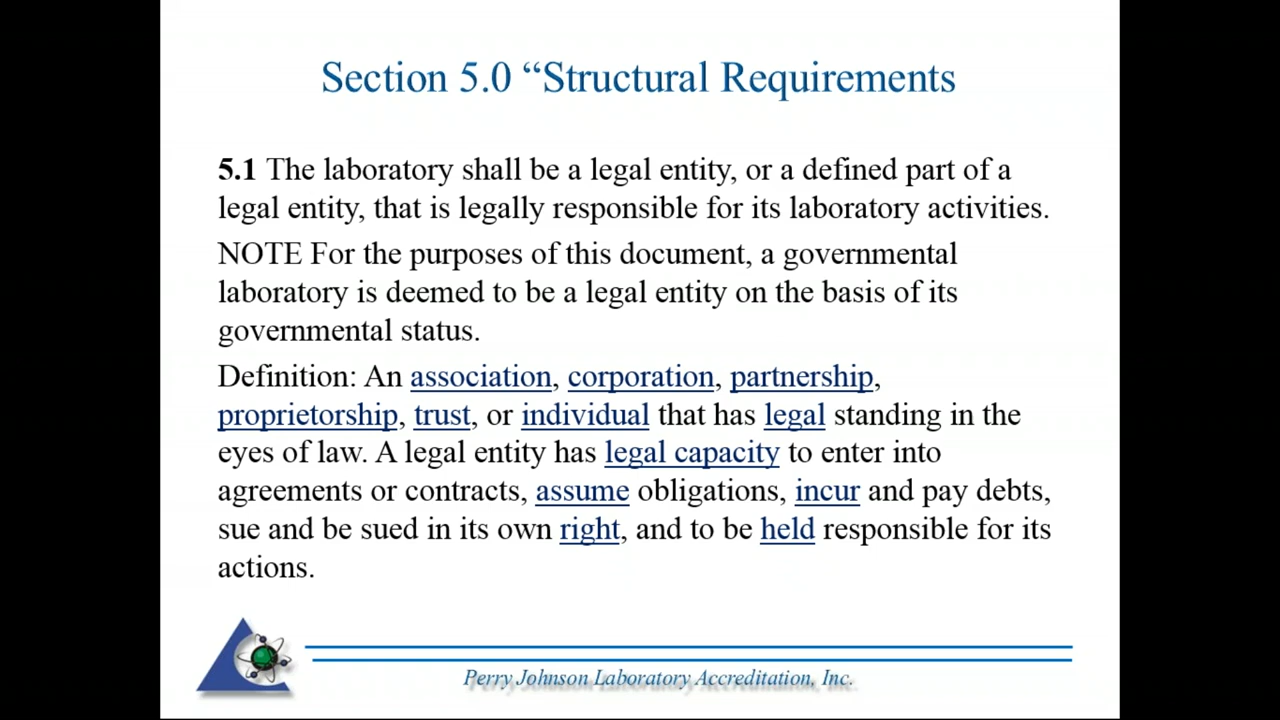 Section 5.0 “Structural Requirements
5.1 The laboratory shall be a legal entity, or a defined part of a
legal entity, that is legally responsible for its laboratory activities.
NOTE For the purposes of this document, a governmental
laboratory is deemed to be a legal entity on the basis of its
governmental status.
Definition: An association, corporation, partnership,
proprietorship, trust, or individual that has legal standing in the
eyes of law. A legal entity has legal capacity to enter into
agreements or contracts, assume obligations, incur and pay debts,
sue and be sued in its own right, and to be held responsible for its
actions.
Perry Johnson Laboratory Accreditation, Inc.